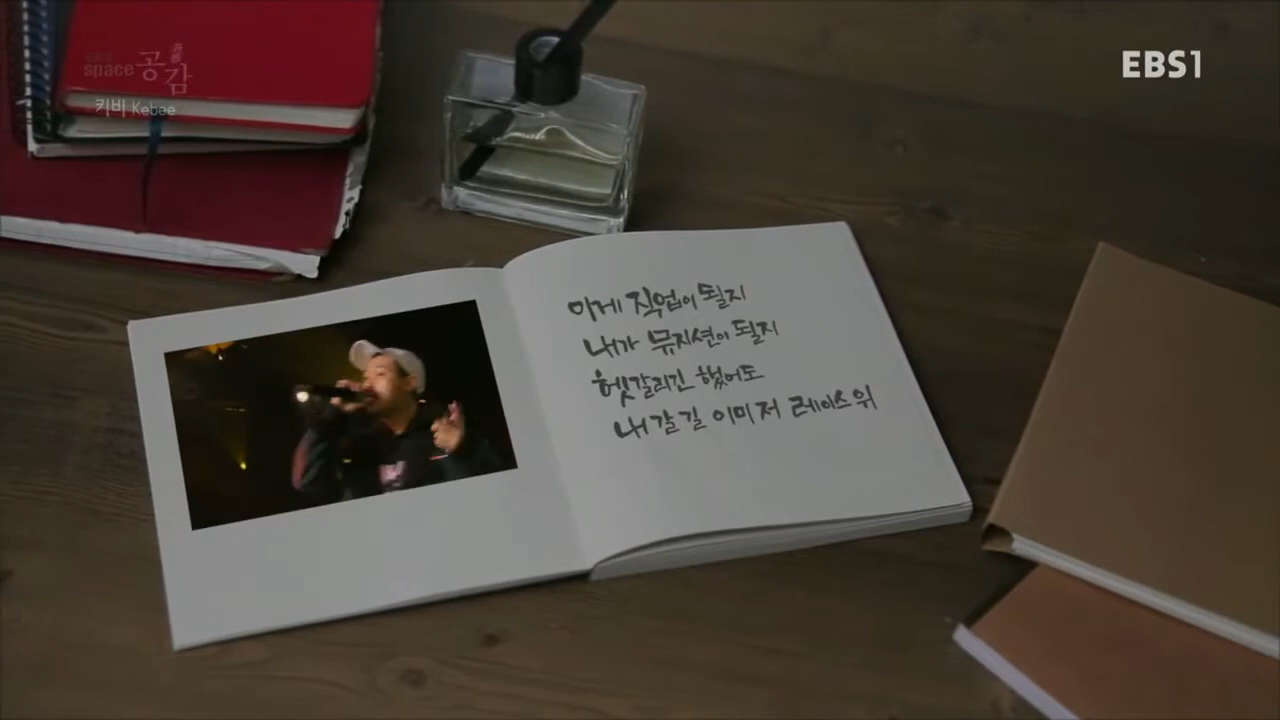 space 공감
키비 Kebee
EBS1
이게 직업이 될지
내가 뮤지션이 될지
헷갈리긴 했어도
내 갈 길 이미 저 레이스 위